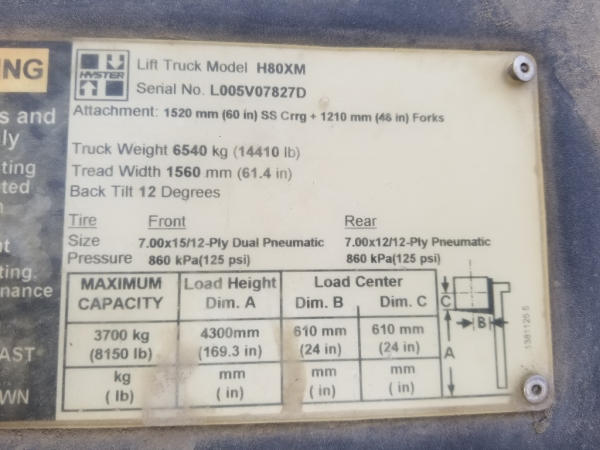 ING
s and
ly
ting
ted
n
nt
ting.
nance
AST
WN
HYSTER
Lift Truck Model H80XM
Serial No. L005V07827D
Attachment: 1520 mm (60 in) SS Crrg + 1210 mm (48 in) Forks
Truck Weight 6540 kg (14410 lb)
Tread Width 1560 mm (61.4 in)
Back Tilt 12 Degrees
Tire Front Rear
Size 7.00x15/12-Ply Dual Pneumatic 7.00x12/12-Ply Pneumatic
Pressure 860 kPa(125 psi) 860 kPa(125 psi)
MAXIMUM CAPACITY
Load Height Dim. A
Load Center
Dim. B Dim. C
3700 kg 4300mm 610 mm 610 mm
(8150 lb) (169.3 in) (24 in) (24 in)
kg mm mm mm
( lb) ( in) ( in) ( in)
C
B
A